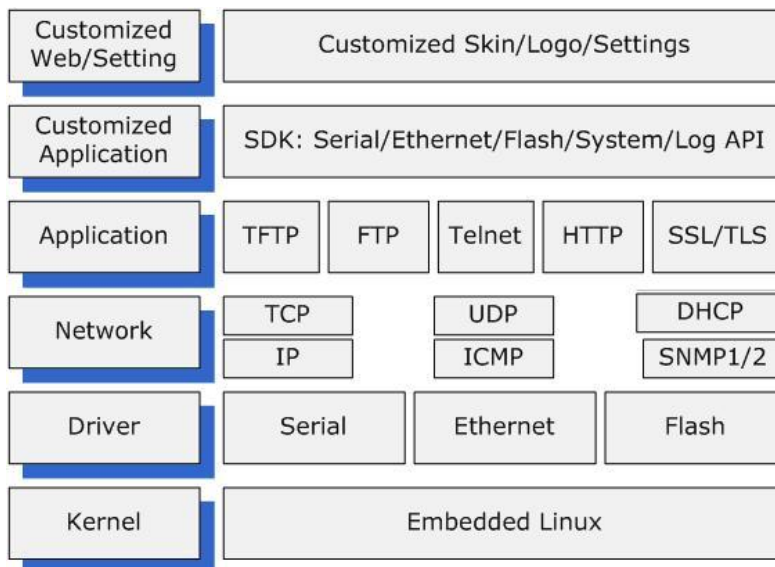 Customized
Web/Setting
Customized Skin/Logo/Settings
Customized
Application
SDK: Serial/Ethernet/Flash/System/Log API
Application
TFTP
FTP
Telnet
HTTP
SSL/TLS
Network
TCP
UDP
DHCP
IP
ICMP
SNMP1/2
Driver
Serial
Ethernet
Flash
Kernel
Embedded Linux